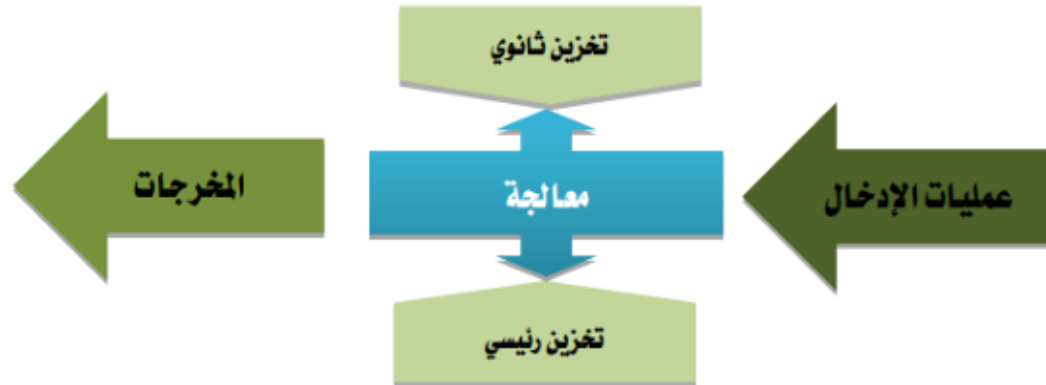 تخزين ثانوي
عمليات الإدخال
معالجة
المخرجات
تخزين رئيسي